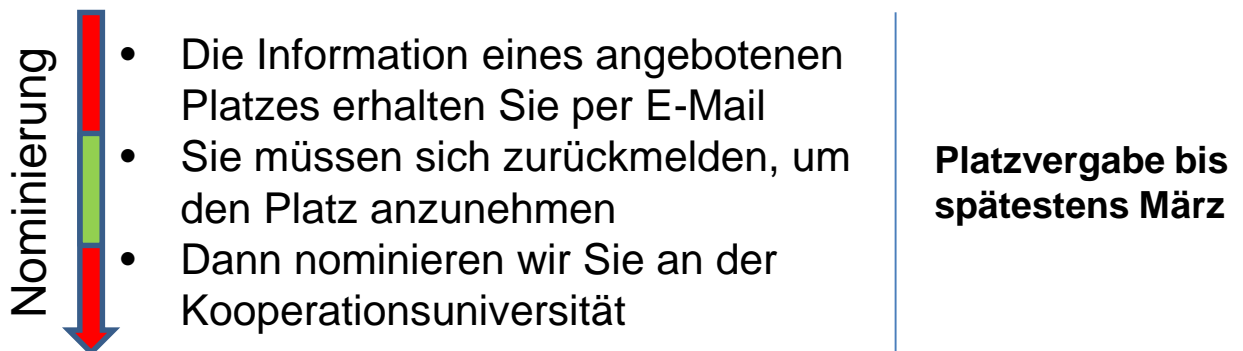 Nominierung
• Die Information eines angebotenen
Platzes erhalten Sie per E-Mail
• Sie müssen sich zurückmelden, um
den Platz anzunehmen
• Dann nominieren wir Sie an der
Kooperationsuniversität
Platzvergabe bis
spätestens März